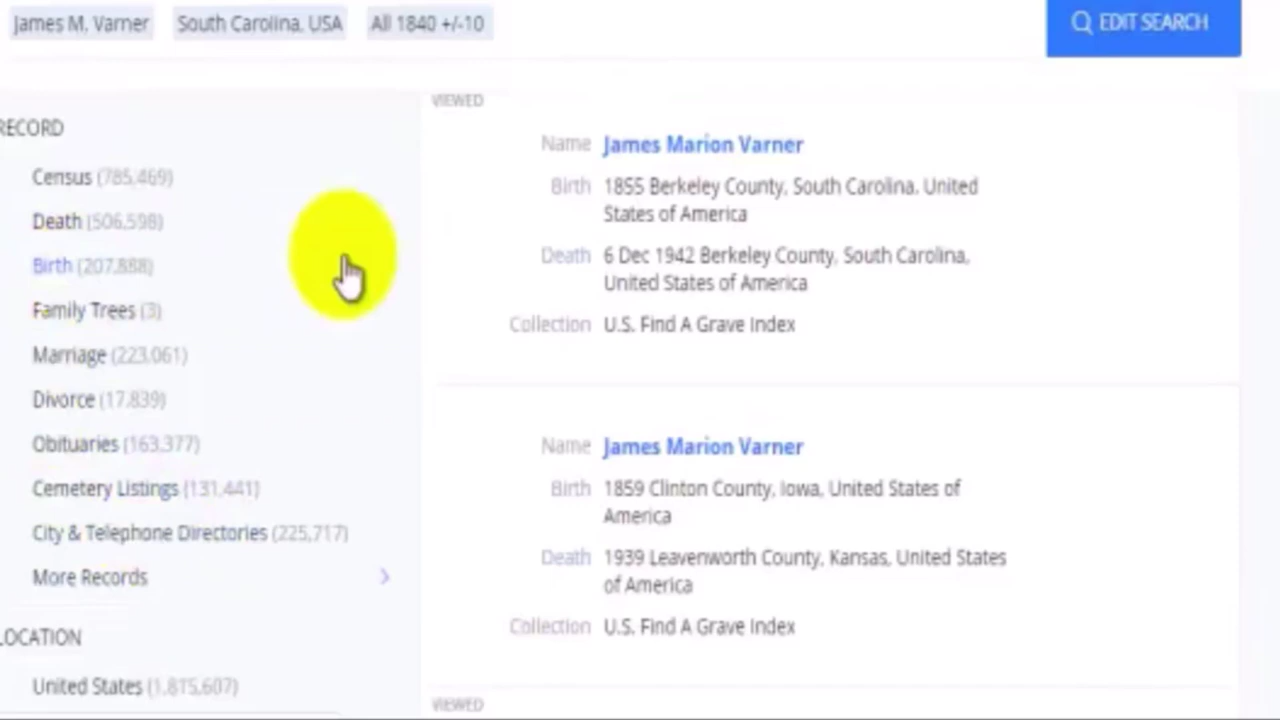 James M. Varner South Carolina, USA All 1840 +/-10 EDIT SEARCH
RECORD
Census (785,469)
Death (506,598)
Birth (207,888)
Family Trees (3)
Marriage (223,061)
Divorce (17,839)
Obituaries (163,377)
Cemetery Listings (131,441)
City & Telephone Directories (225,717)
More Records
LOCATION
United States (1,815,607)
VIEWED
Name James Marion Varner
Birth 1855 Berkeley County, South Carolina, United
States of America
Death 6 Dec 1942 Berkeley County, South Carolina,
United States of America
Collection U.S. Find A Grave Index
Name James Marion Varner
Birth 1859 Clinton County, Iowa, United States of
America
Death 1939 Leavenworth County, Kansas, United States
of America
Collection U.S. Find A Grave Index
VIEWED